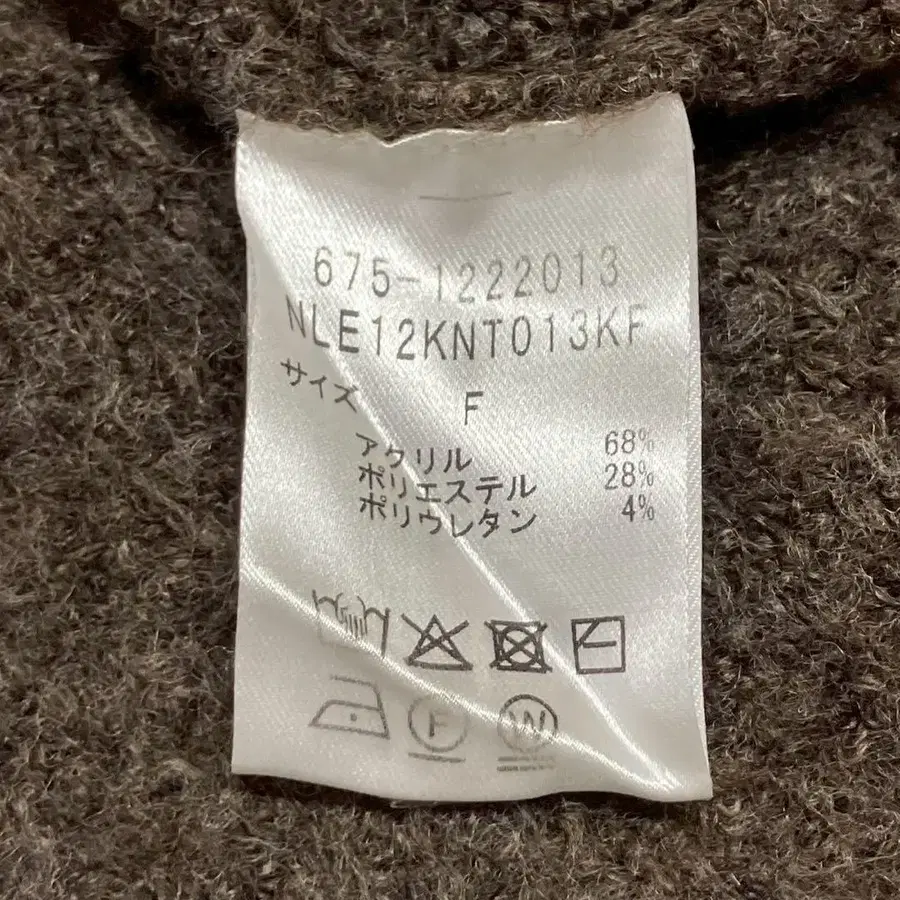 675-1222013
NLE12KNT013KF
サイズ F
アクリル 68%
ポリエステル 28%
ポリウレタン 4%
F W